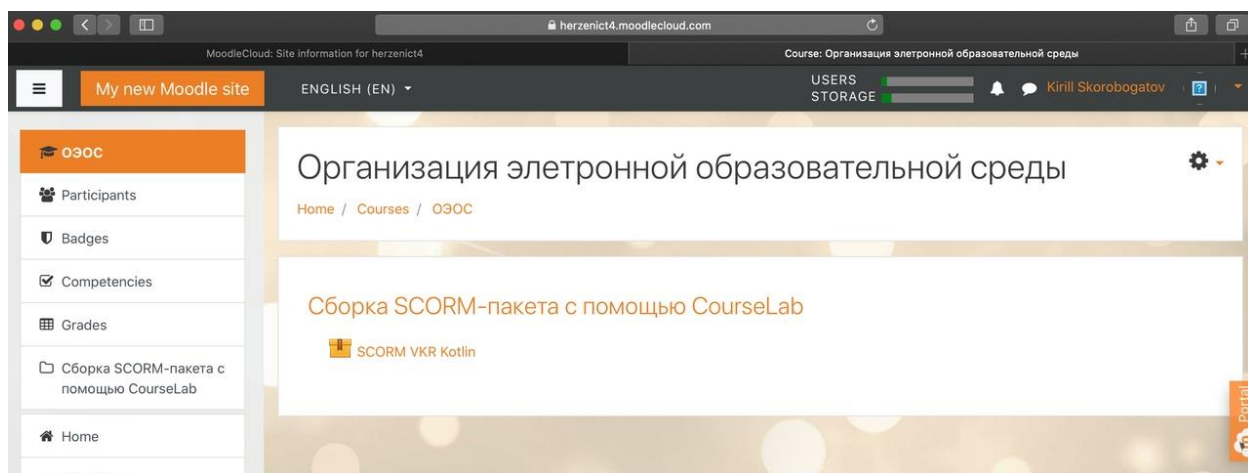 herzenict4.moodlecloud.com
MoodleCloud: Site information for herzenict4
Course: Организация элетронной образовательной среды
+
My new Moodle site
ENGLISH (EN)
USERS
STORAGE
Kirill Skorobogatov
?
ОЭОС
Participants
Badges
Competencies
Grades
Сборка SCORM-пакета с
помощью CourseLab
Home
Организация элетронной образовательной среды
Home / Courses / ОЭОС
Сборка SCORM-пакета с помощью CourseLab
SCORM VKR Kotlin
Portal